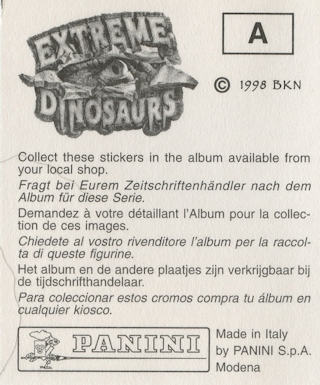 EXTREME
DINOSAURS
A
© 1998 BKN
Collect these stickers in the album available from
your local shop.
Fragt bei Eurem Zeitschriftenhändler nach dem
Album für diese Serie.
Demandez à votre détaillant l'Album pour la collec-
tion de ces images.
Chiedete al vostro rivenditore l'album per la raccol-
ta di queste figurine.
Het album en de andere plaatjes zijn verkrijgbaar bij
de tijdschrifthandelaar.
Para coleccionar estos cromos compra tu álbum en
cualquier kiosco.
PANINI
Made in Italy
by PANINI S.p.A.
Modena